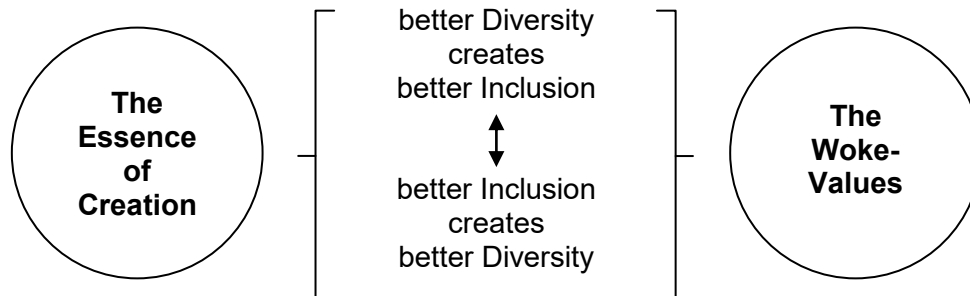 The
Essence
of
Creation
better Diversity
creates
better Inclusion
better Inclusion
creates
better Diversity
The
Woke-
Values